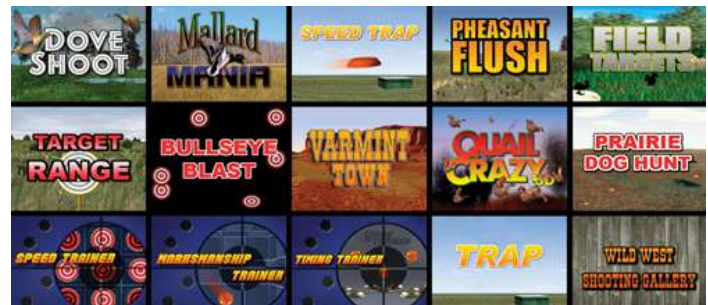 DOVE
SHOOT
Mallard
MANIA
SPEED TRAP
PHEASANT
FLUSH
FIELD
TARGETS
TARGET
RANGE
BULLSEYE
BLAST
VARMINT
TOWN
QUAIL
CRAZY 3D
PRAIRIE
DOG HUNT
SPEED TRAINER
MARKSMANSHIP
TRAINER
TIMING TRAINER
TRAP
WILD WEST
SHOOTING GALLERY